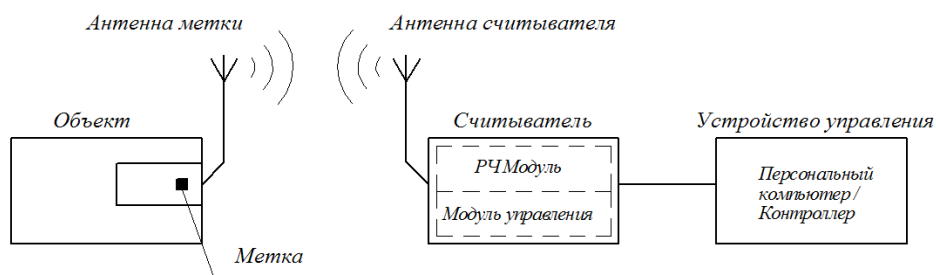 Антенна метки
Антенна считывателя
Объект
Считыватель
Устройство управления
РЧ Модуль
Модуль управления
Персональный
компьютер /
Контроллер
Метка